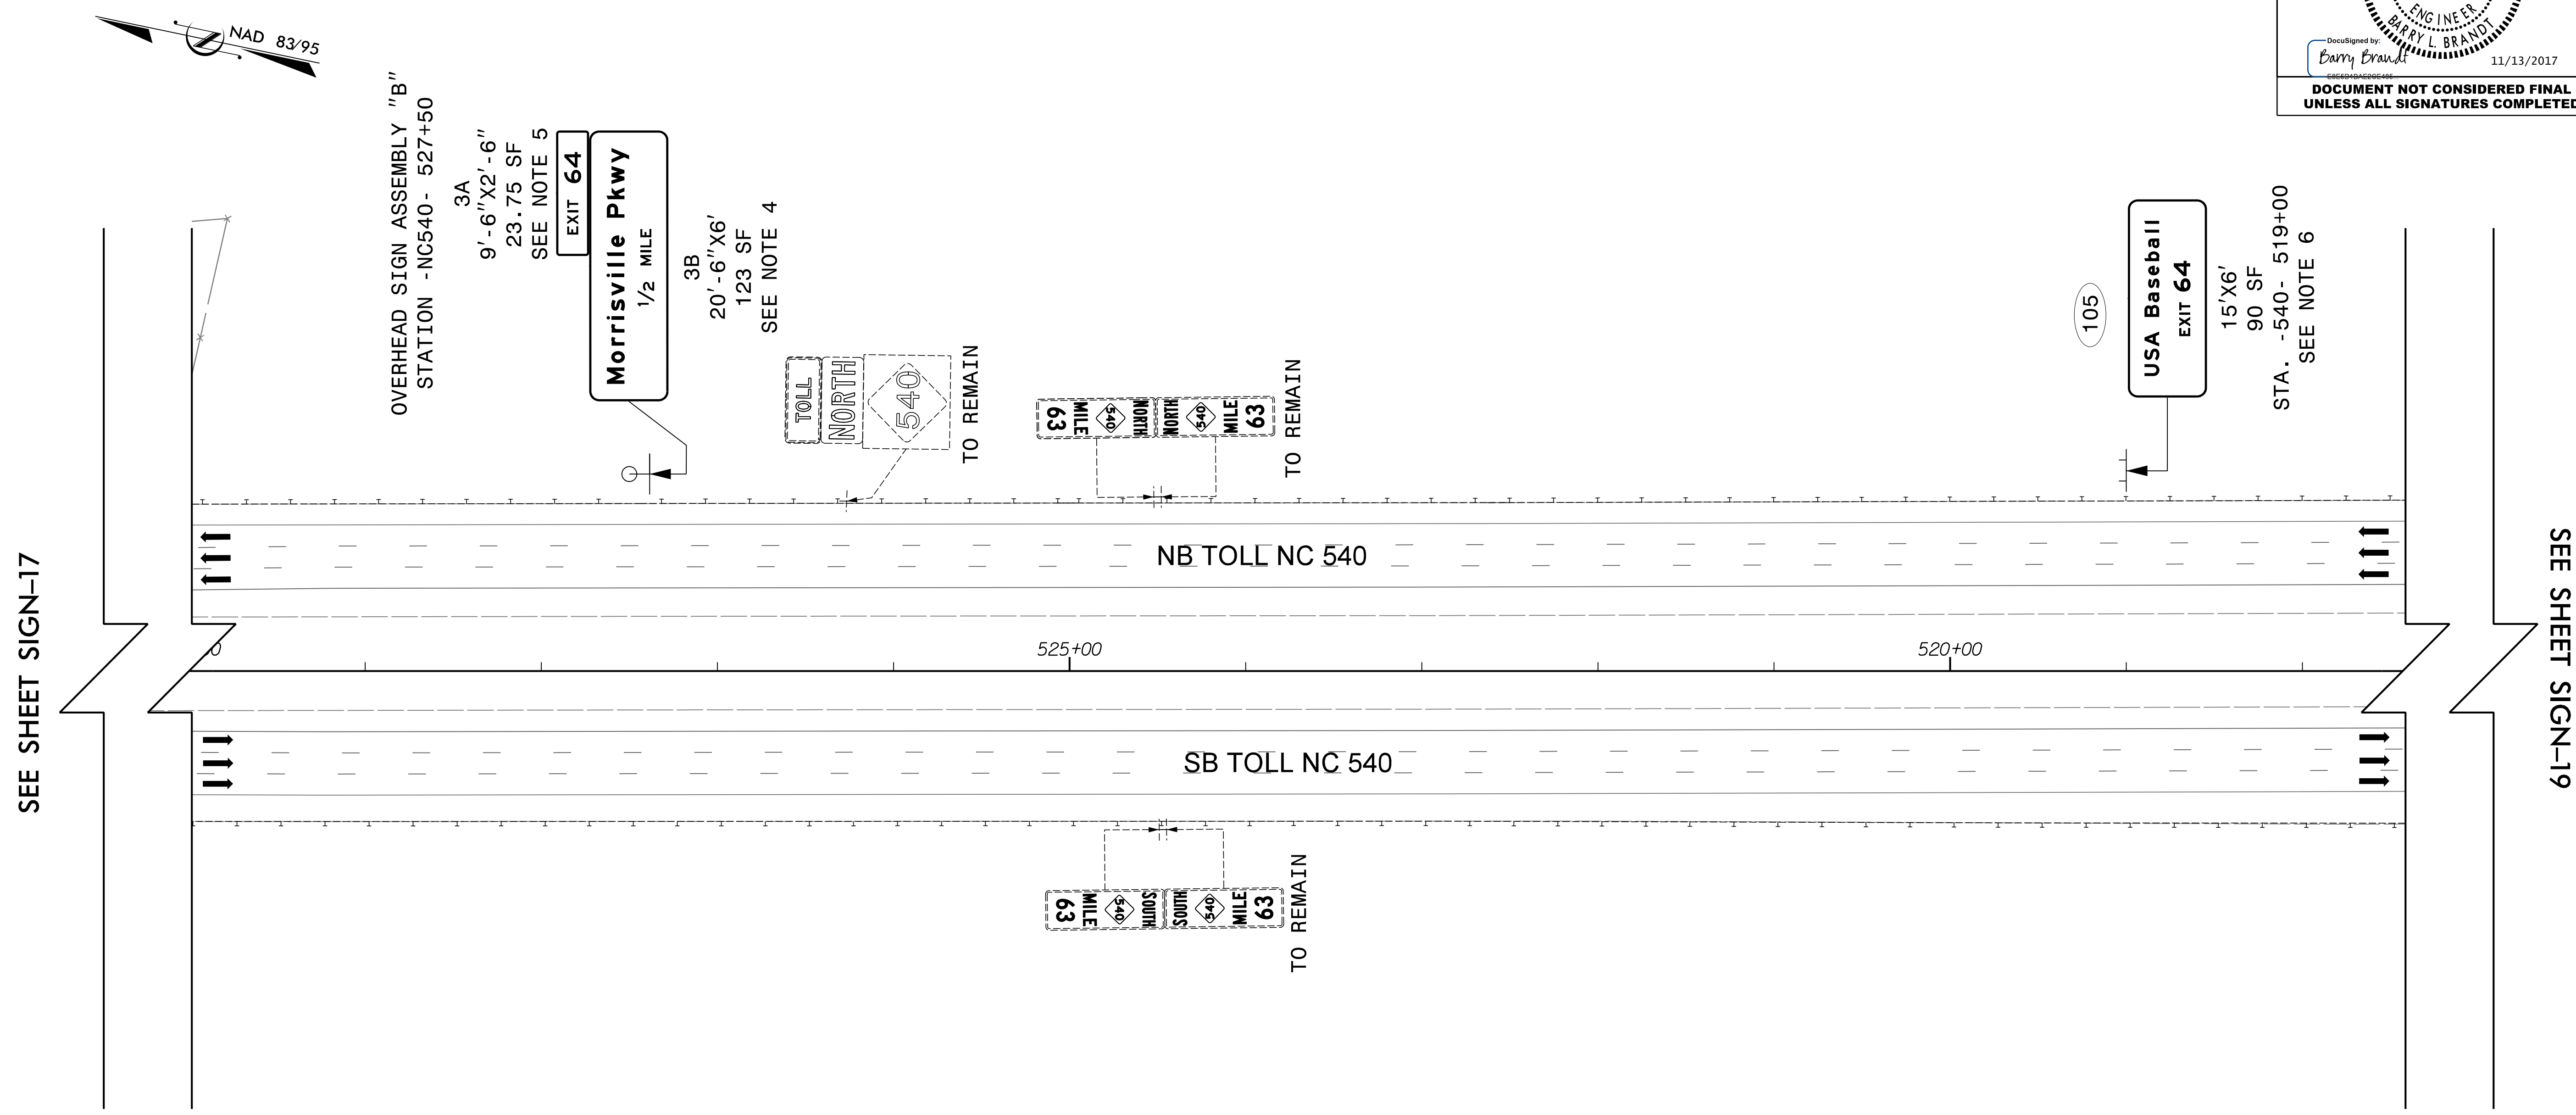 NAD 83/95
ENGINEER
BARRY L. BRANDT
DocuSigned by:
Barry Brandt
11/13/2017
DOCUMENT NOT CONSIDERED FINAL
UNLESS ALL SIGNATURES COMPLETED
OVERHEAD SIGN ASSEMBLY "B"
STATION -NC540- 527+50
3A
9'-6"X2'-6"
23.75 SF
SEE NOTE 5
EXIT 64
Morrisville Pkwy
1/2 MILE
3B
20'-6"X6'
123 SF
SEE NOTE 4
TOLL
NORTH
540
TO REMAIN
NORTH
540
MILE
63
NORTH
540
MILE
63
TO REMAIN
105
USA Baseball
EXIT 64
15'X6'
90 SF
STA. -540- 519+00
SEE NOTE 6
SEE SHEET SIGN-17
NB TOLL NC 540
525+00
520+00
SB TOLL NC 540
SEE SHEET SIGN-19
SOUTH
540
MILE
63
SOUTH
540
MILE
63
TO REMAIN